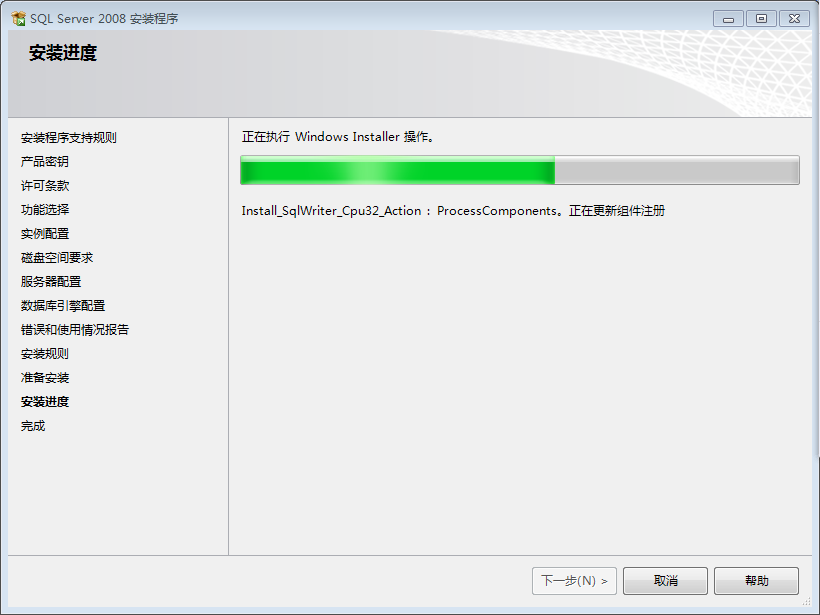 SQL Server 2008 安装程序
安装进度
安装程序支持规则
产品密钥
许可条款
功能选择
实例配置
磁盘空间要求
服务器配置
数据库引擎配置
错误和使用情况报告
安装规则
准备安装
安装进度
完成
正在执行 Windows Installer 操作。
Install_SqlWriter_Cpu32_Action : ProcessComponents。正在更新组件注册
下一步(N) >
取消
帮助